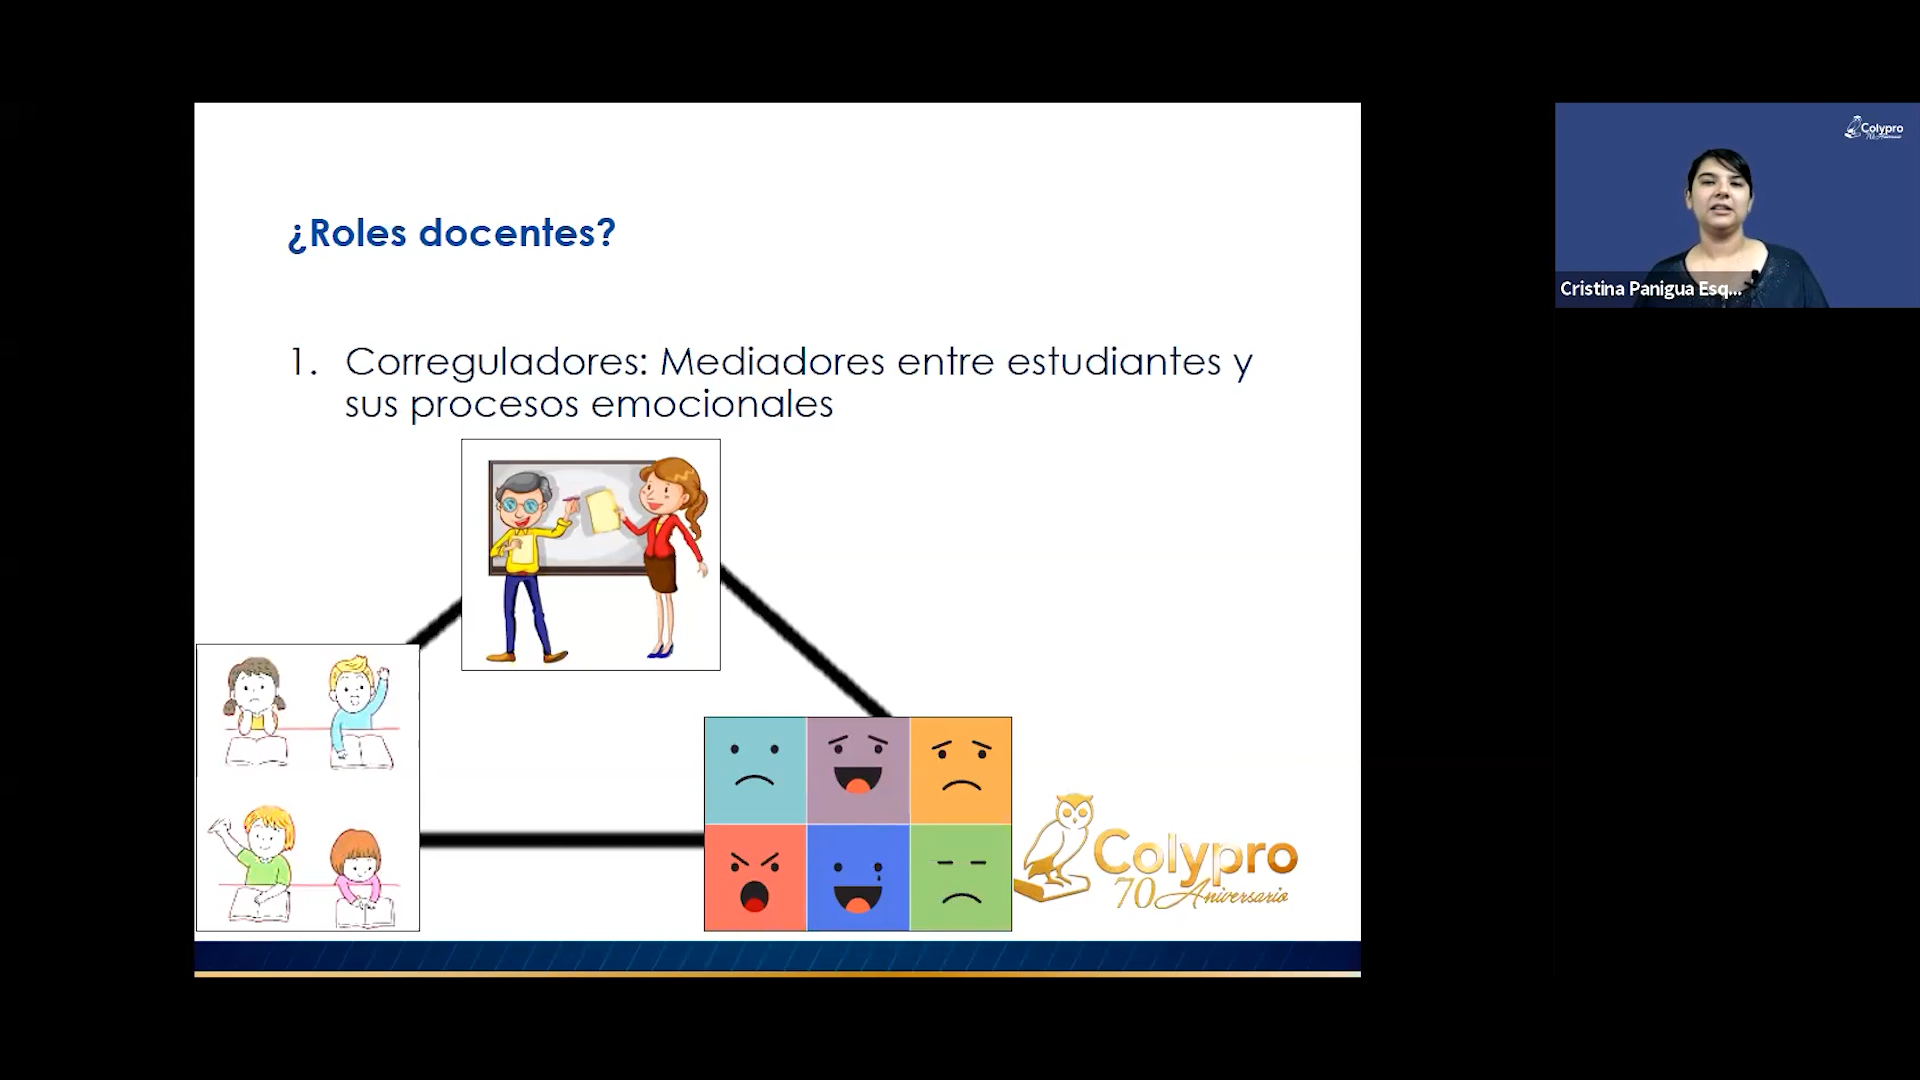 ¿Roles docentes?
1. Correguladores: Mediadores entre estudiantes y
sus procesos emocionales
Colypro
70 Aniversario
Colypro
Cristina Panigua Esq...